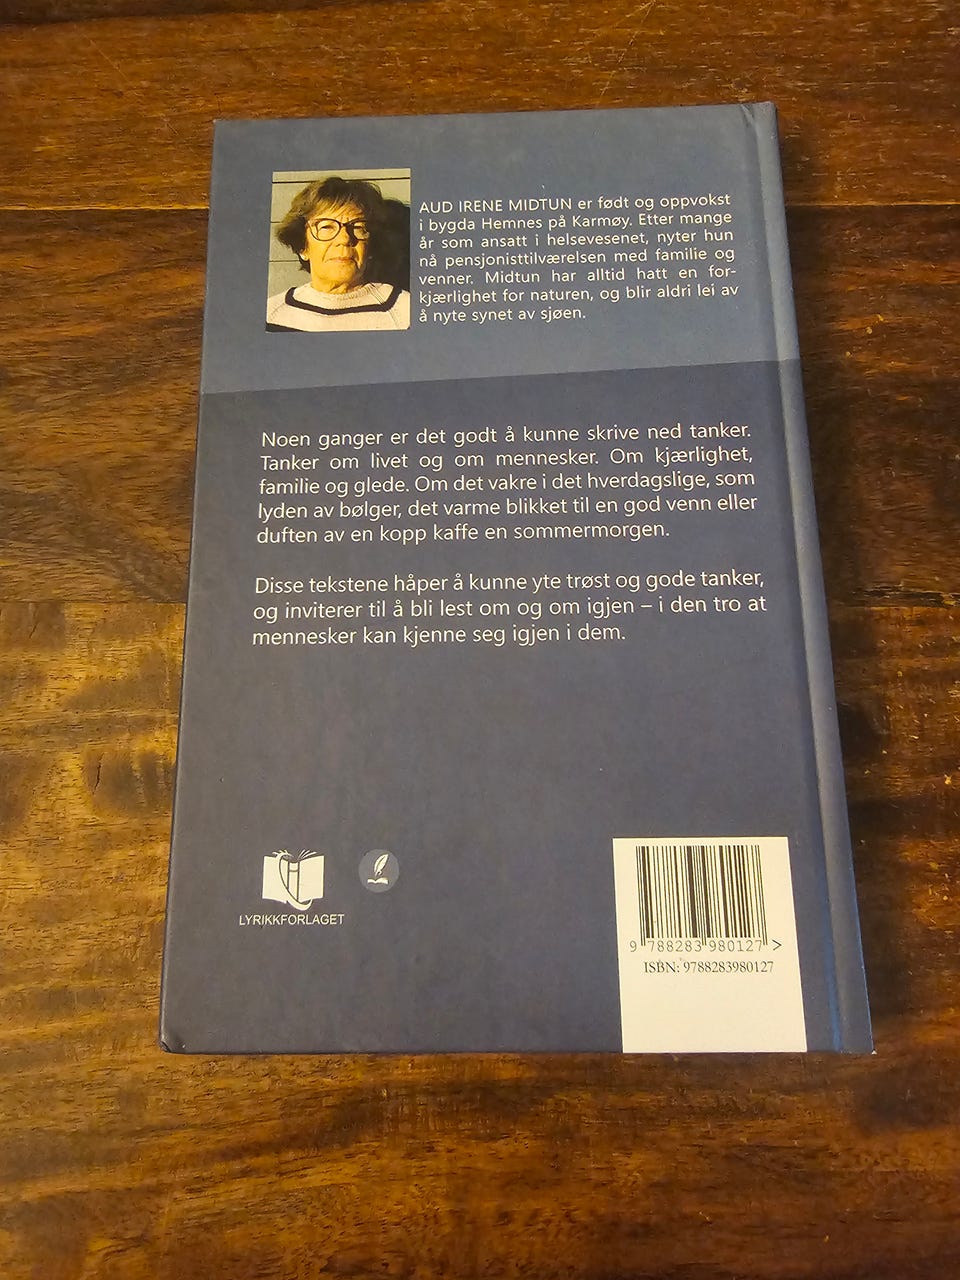 AUD IRENE MIDTUN er født og oppvokst
i bygda Hemnes på Karmøy. Etter mange
år som ansatt i helsevesenet, nyter hun
nå pensjonisttilværelsen med familie og
venner. Midtun har alltid hatt en for-
kjærlighet for naturen, og blir aldri lei av
å nyte synet av sjøen.
Noen ganger er det godt å kunne skrive ned tanker.
Tanker om livet og om mennesker. Om kjærlighet,
familie og glede. Om det vakre i det hverdagslige, som
lyden av bølger, det varme blikket til en god venn eller
duften av en kopp kaffe en sommermorgen.
Disse tekstene håper å kunne yte trøst og gode tanker,
og inviterer til å bli lest om og om igjen – i den tro at
mennesker kan kjenne seg igjen i dem.
LYRIKKFORLAGET
9 788283 980127 >
ISBN: 9788283980127